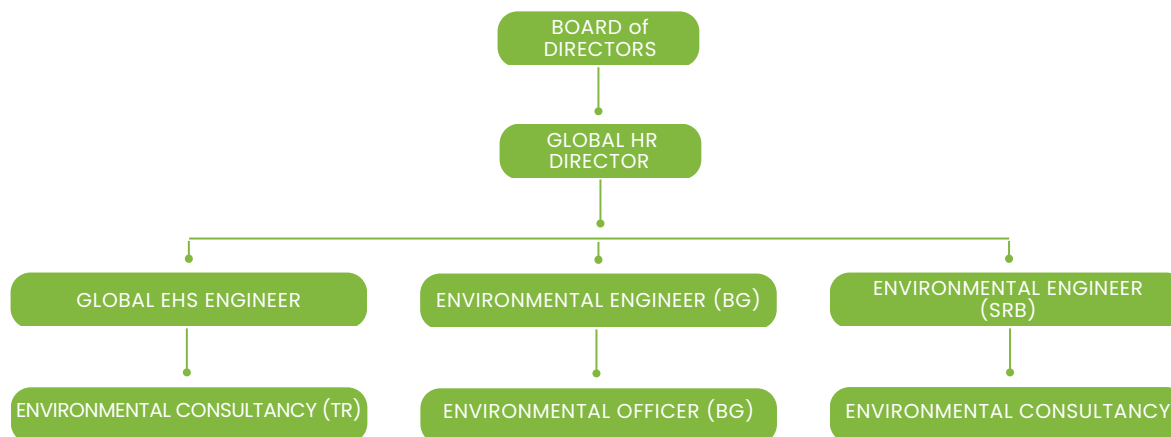 BOARD of
DIRECTORS
GLOBAL HR
DIRECTOR
GLOBAL EHS ENGINEER
ENVIRONMENTAL ENGINEER (BG)
ENVIRONMENTAL ENGINEER
(SRB)
ENVIRONMENTAL CONSULTANCY (TR)
ENVIRONMENTAL OFFICER (BG)
ENVIRONMENTAL CONSULTANCY